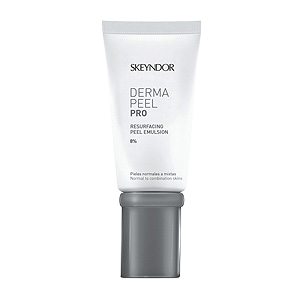 SKEYNDOR
DERMA
PEEL
PRO
RESURFACING
PEEL EMULSION
8%
Pieles normales a mixtas
Normal to combination skins